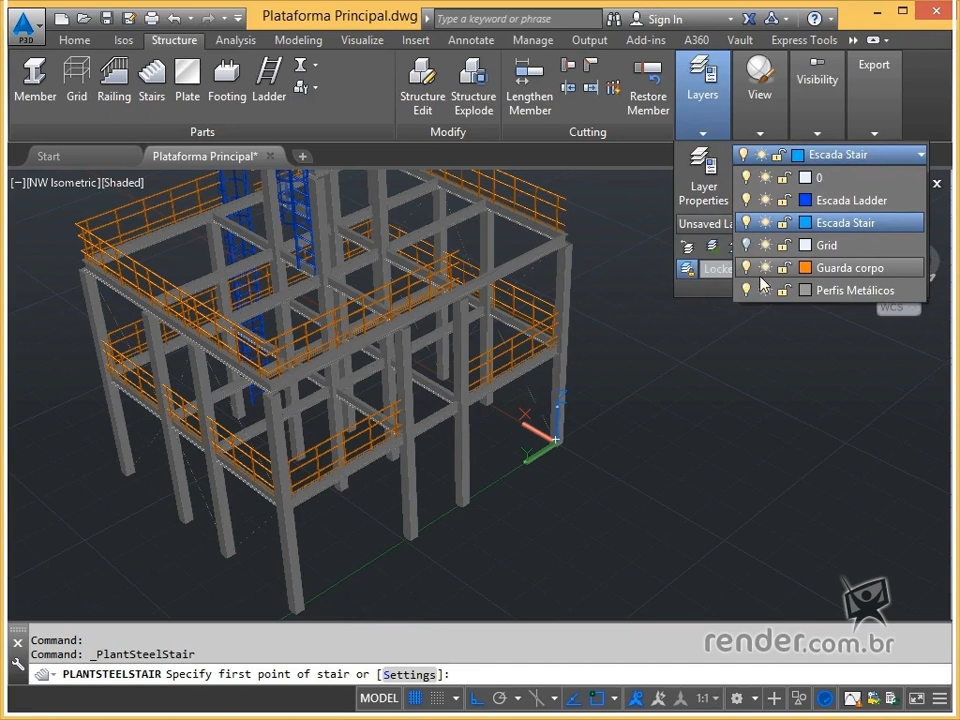 Plataforma Principal.dwg
Type a keyword or phrase
Sign In
P3D
Home Isos Structure Analysis Modeling Visualize Insert Annotate Manage Output Add-ins A360 Vault Express Tools
Member Grid Railing Stairs Plate Footing Ladder
Structure Edit
Structure Explode
Lengthen Member
Restore Member
Layers
View
Visibility
Export
Parts
Modify
Cutting
Start
Plataforma Principal*
Escada Stair
Layer Properties
Unsaved La
Locke
0
Escada Ladder
Escada Stair
Grid
Guarda corpo
Perfis Metálicos
[−][NW Isometric][Shaded]
WCS
X
Y
Z
render.com.br
Command:
Command: _PlantSteelStair
PLANTSTEELSTAIR Specify first point of stair or [Settings]:
MODEL
1:1